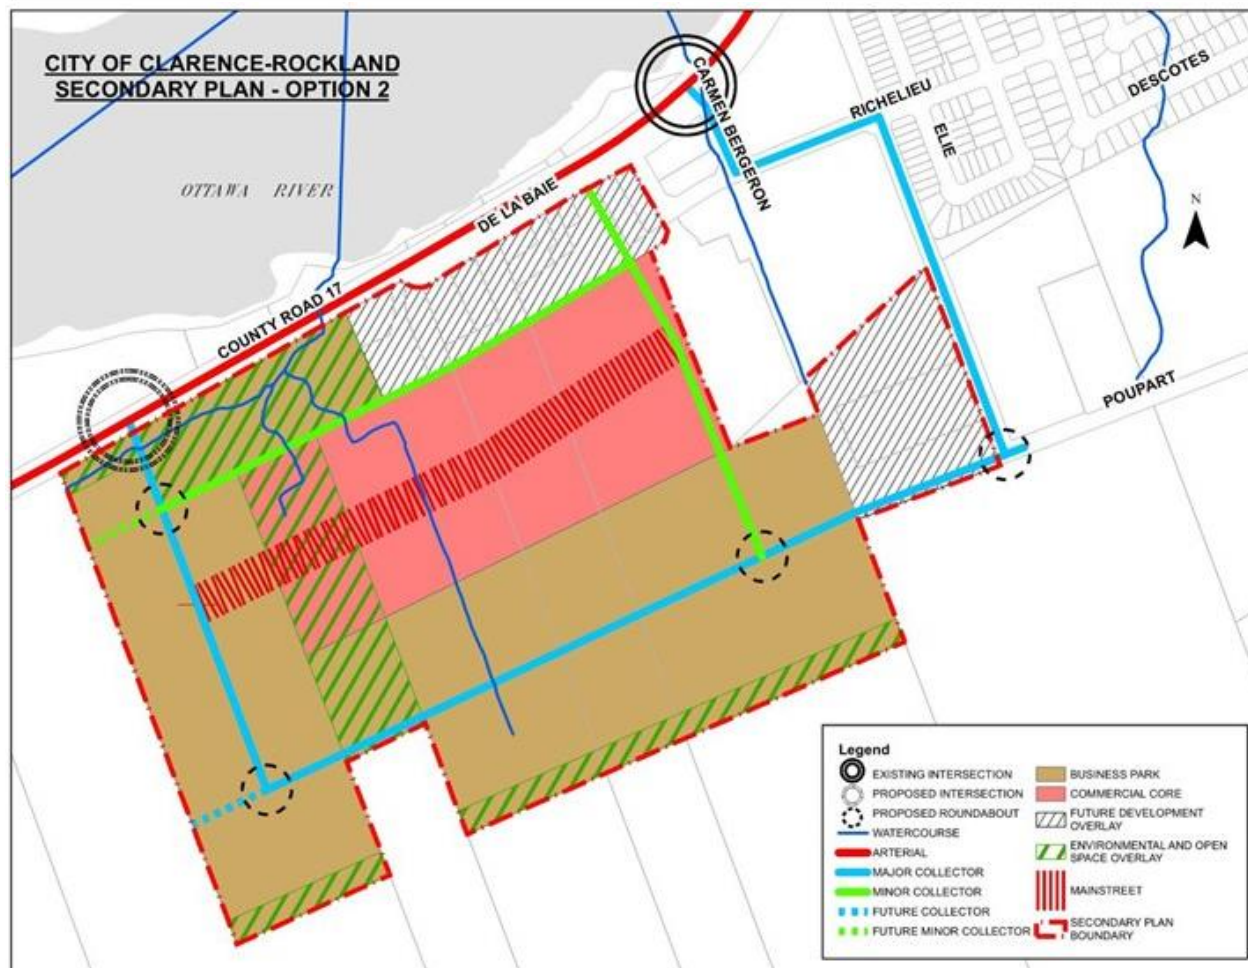 CITY OF CLARENCE-ROCKLAND
SECONDARY PLAN - OPTION 2
CARMEN BERGERON
RICHELIEU
DESCOTES
ELIE
OTTAWA RIVER
DE LA BAIE
N
COUNTY ROAD 17
POUPART
Legend
EXISTING INTERSECTION
PROPOSED INTERSECTION
PROPOSED ROUNDABOUT
WATERCOURSE
ARTERIAL
MAJOR COLLECTOR
MINOR COLLECTOR
FUTURE COLLECTOR
FUTURE MINOR COLLECTOR
BUSINESS PARK
COMMERCIAL CORE
FUTURE DEVELOPMENT
OVERLAY
ENVIRONMENTAL AND OPEN
SPACE OVERLAY
MAINSTREET
SECONDARY PLAN
BOUNDARY